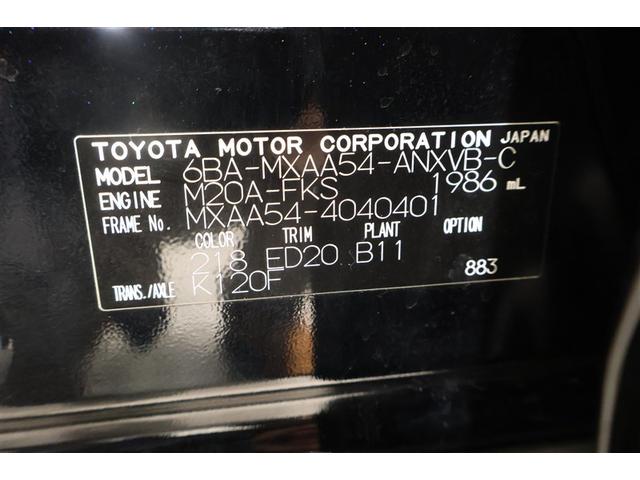 TOYOTA MOTOR CORPORATION JAPAN
MODEL 6BA-MXAA54-ANXVB-C
ENGINE M20A-FKS 1986 mL
FRAME No. MXAA54-4040401
COLOR TRIM PLANT OPTION
218 ED20 B11
TRANS./AXLE K120F 883